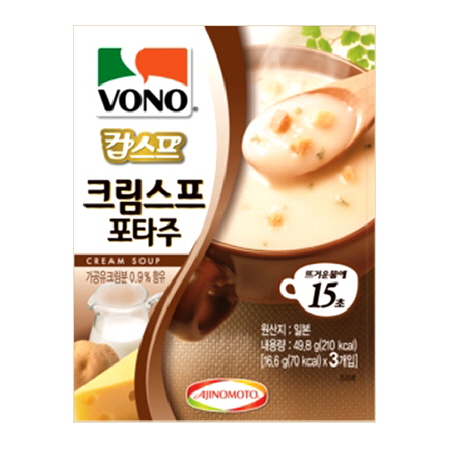 VONO®
컵스프
크림스프
포타주
CREAM SOUP
가공유크림분 0.9% 함유
뜨거운물에
15초
원산지 : 일본
내용량 : 49.8 g(210 kcal)
[16.6 g(70 kcal) x 3개입]
AJINOMOTO